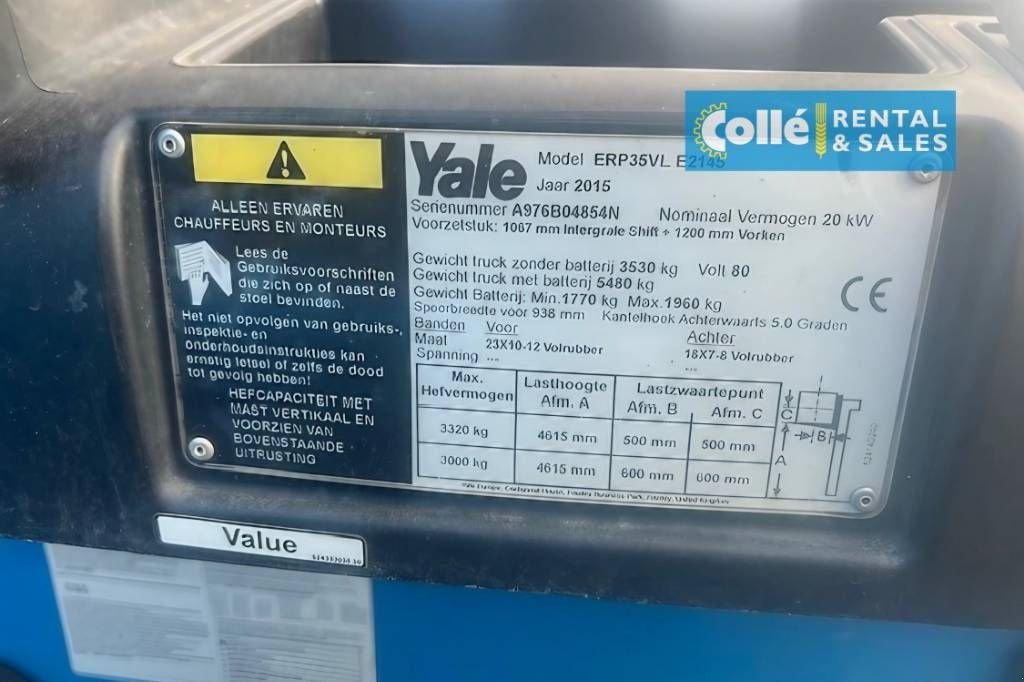 Collé RENTAL & SALES
ALLEEN ERVAREN
CHAUFFEURS EN MONTEURS
Lees de
Gebruiksvoorschriften
die zich op of naast de
stoel bevinden.
Het niet opvolgen van gebruiks-,
inspektie- en
onderhoudsinstrukties kan
ernstig letsel of zelfs de dood
tot gevolg hebben!
HEFCAPACITEIT MET
MAST VERTIKAAL EN
VOORZIEN VAN
BOVENSTAANDE
UITRUSTING
Yale Model ERP35VL E2145
Jaar 2015
Serienummer A976B04854N Nominaal Vermogen 20 kW
Voorzetstuk: 1067 mm Intergrale Shift + 1200 mm Vorken
Gewicht truck zonder batterij 3530 kg Volt 80
Gewicht truck met batterij 5480 kg
Gewicht Batterij: Min.1770 kg Max.1960 kg
CE
Spoorbreedte voor 938 mm Kantelhoek Achterwaarts 5.0 Graden
Banden Voor Achter
Maat 23X10-12 Volrubber 18X7-8 Volrubber
Spanning ... ...
Max. Hefvermogen Lasthoogte Afm. A Lastzwaartepunt Afm. B Afm. C
3320 kg 4615 mm 500 mm 500 mm
3000 kg 4615 mm 600 mm 600 mm
C
B
A
Value